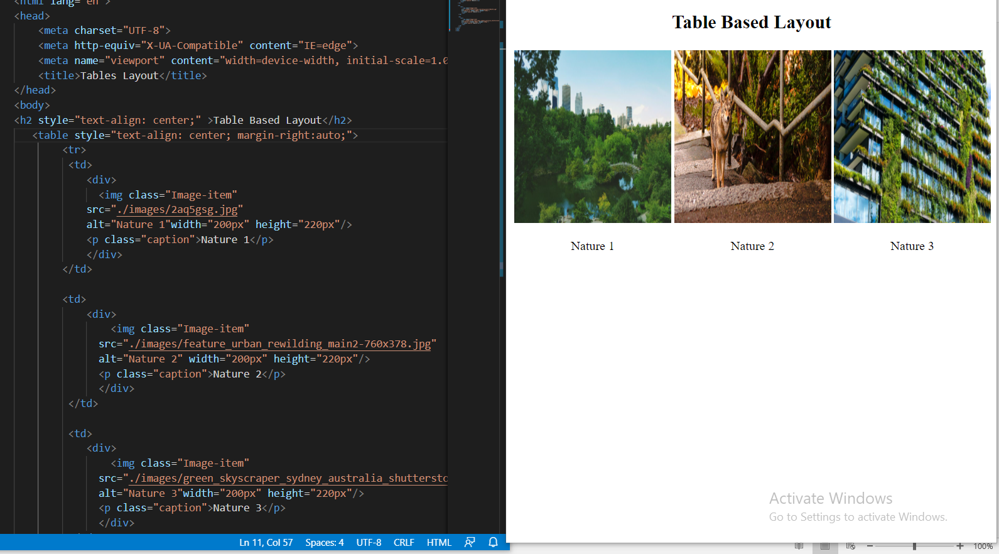 <html lang="en">
<head>
<meta charset="UTF-8">
<meta http-equiv="X-UA-Compatible" content="IE=edge">
<meta name="viewport" content="width=device-width, initial-scale=1.0
<title>Tables Layout</title>
</head>
<body>
<h2 style="text-align: center;" >Table Based Layout</h2>
<table style="text-align: center; margin-right:auto;">
<tr>
<td>
<div>
<img class="Image-item"
src="./images/2aq5gsg.jpg"
alt="Nature 1"width="200px" height="220px"/>
<p class="caption">Nature 1</p>
</div>
</td>
<td>
<div>
<img class="Image-item"
src="./images/feature_urban_rewilding_main2-760x378.jpg"
alt="Nature 2" width="200px" height="220px"/>
<p class="caption">Nature 2</p>
</div>
</td>
<td>
<div>
<img class="Image-item"
src="./images/green_skyscraper_sydney_australia_shuttersto
alt="Nature 3"width="200px" height="220px"/>
<p class="caption">Nature 3</p>
</div>
Ln 11, Col 57 Spaces: 4 UTF-8 CRLF HTML
Table Based Layout
Nature 1 Nature 2 Nature 3
Activate Windows
Go to Settings to activate Windows.
100%